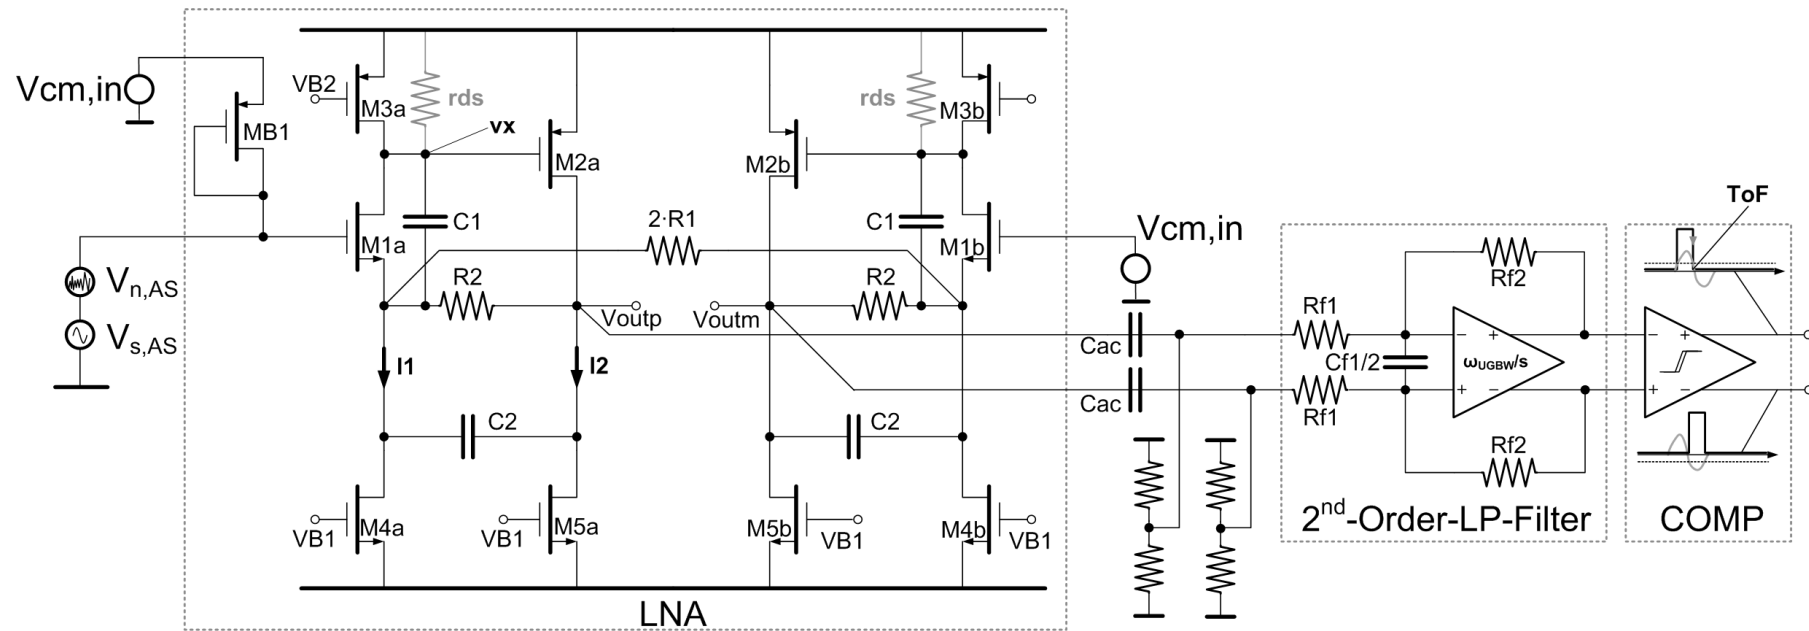 Vcm,in
MB1
Vn,AS
Vs,AS
VB2
M3a
rds
vx
M2a
M1a
C1
R2
2·R1
Voutp
I1
I2
C2
VB1
M4a
VB1
M5a
rds
M3b
M2b
C1
M1b
R2
Voutm
C2
M5b
VB1
M4b
VB1
LNA
Vcm,in
Cac
Cac
Rf1
Rf1
Cf1/2
Rf2
Rf2
− +
ωUGBW/s
+ −
2nd-Order-LP-Filter
ToF
− +
+ −
COMP